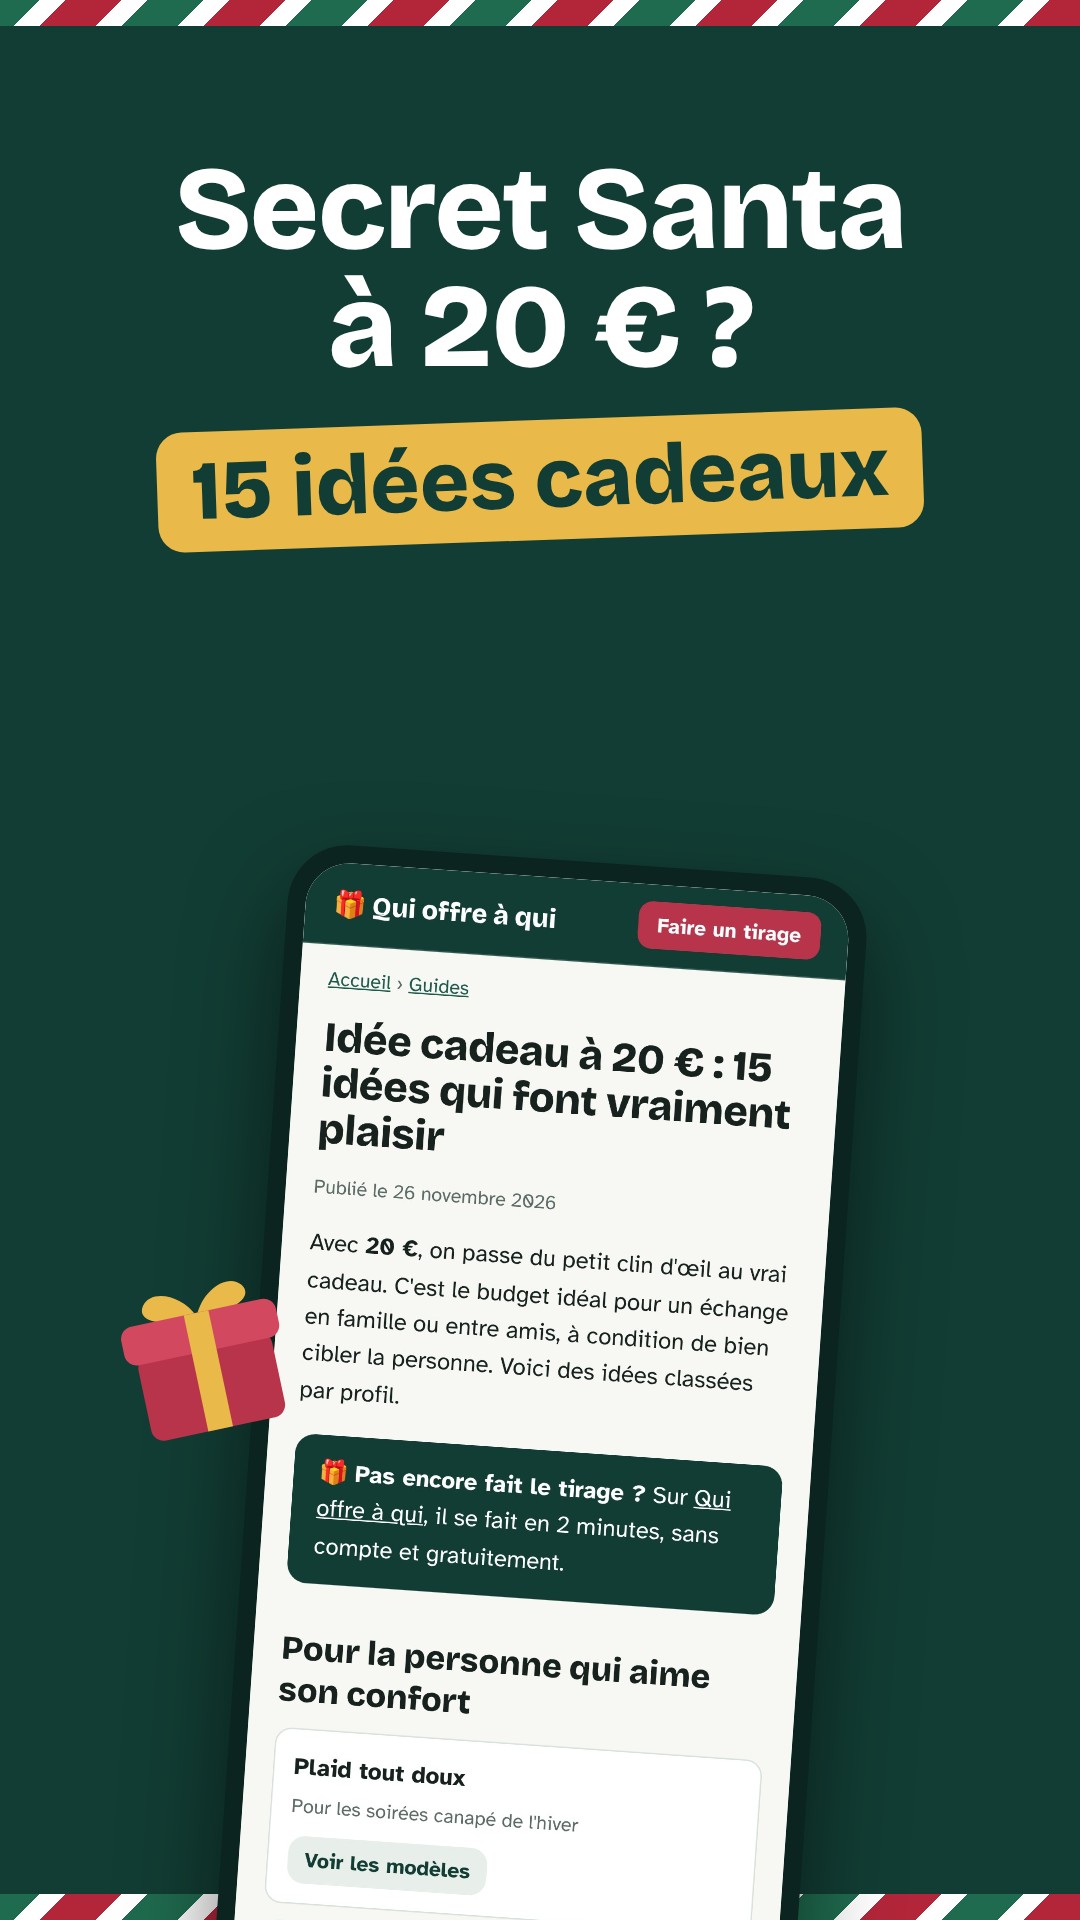 Secret Santa
à 20 € ?
15 idées cadeaux
Qui offre à qui
Faire un tirage
Accueil › Guides
Idée cadeau à 20 € : 15
idées qui font vraiment
plaisir
Publié le 26 novembre 2026
Avec 20 €, on passe du petit clin d'œil au vrai
cadeau. C'est le budget idéal pour un échange
en famille ou entre amis, à condition de bien
cibler la personne. Voici des idées classées
par profil.
Pas encore fait le tirage ? Sur Qui
offre à qui, il se fait en 2 minutes, sans
compte et gratuitement.
Pour la personne qui aime
son confort
Plaid tout doux
Pour les soirées canapé de l'hiver
Voir les modèles